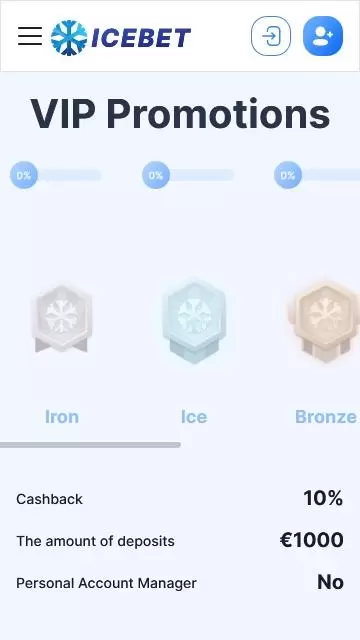 ICEBET
VIP Promotions
0% 0% 0%
Iron Ice Bronze
Cashback 10%
The amount of deposits €1000
Personal Account Manager No